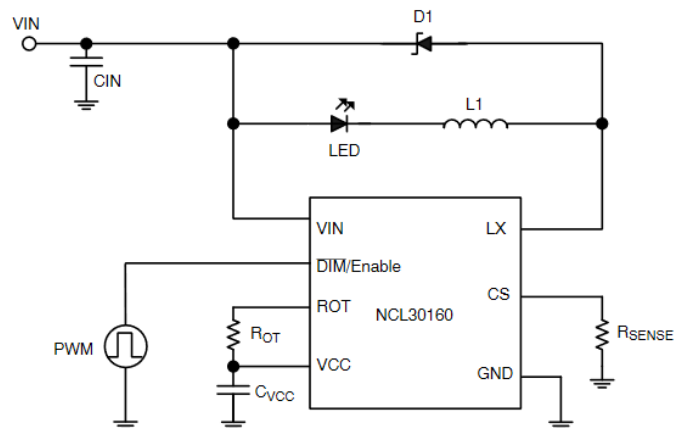 VIN
D1
CIN
L1
LED
VIN
LX
DIM/Enable
CS
ROT
NCL30160
ROT
RSENSE
PWM
VCC
GND
CVCC